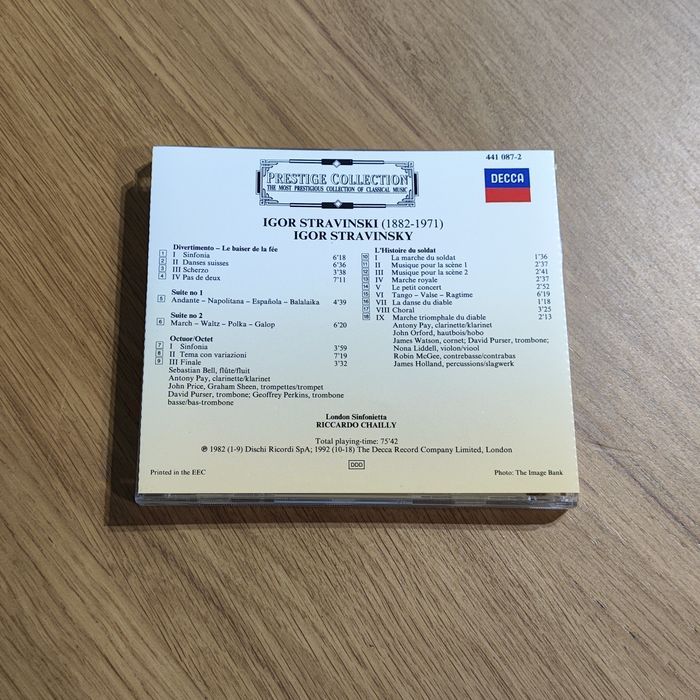 441 087-2
PRESTIGE COLLECTION
THE MOST PRESTIGIOUS COLLECTION OF CLASSICAL MUSIC
DECCA
IGOR STRAVINSKI (1882-1971)
IGOR STRAVINSKY
Divertimento – Le baiser de la fée
1 I Sinfonia 6'18
2 II Danses suisses 6'36
3 III Scherzo 3'38
4 IV Pas de deux 7'11
Suite no 1
5 Andante – Napolitana – Española – Balalaika 4'39
Suite no 2
6 March – Waltz – Polka – Galop 6'20
Octuor/Octet
7 I Sinfonia 3'59
8 II Tema con variazioni 7'19
9 III Finale 3'32
Sebastian Bell, flûte/fluit
Antony Pay, clarinette/klarinet
John Price, Graham Sheen, trompettes/trompet
David Purser, trombone; Geoffrey Perkins, trombone
basse/bas-trombone
L'Histoire du soldat
10 I La marche du soldat 1'36
11 II Musique pour la scène 1 2'37
12 III Musique pour la scène 2 2'41
13 IV Marche royale 2'37
14 V Le petit concert 2'52
15 VI Tango – Valse – Ragtime 6'19
16 VII La danse du diable 1'18
17 VIII Choral 3'25
18 IX Marche triomphale du diable 2'13
Antony Pay, clarinette/klarinet
John Orford, hautbois/hobo
James Watson, cornet; David Purser, trombone;
Nona Liddell, violon/viool
Robin McGee, contrebasse/contrabas
James Holland, percussions/slagwerk
London Sinfonietta
RICCARDO CHAILLY
Total playing-time: 75'42
℗ 1982 (1-9) Dischi Ricordi SpA; 1992 (10-18) The Decca Record Company Limited, London
DDD
Printed in the EEC
Photo: The Image Bank